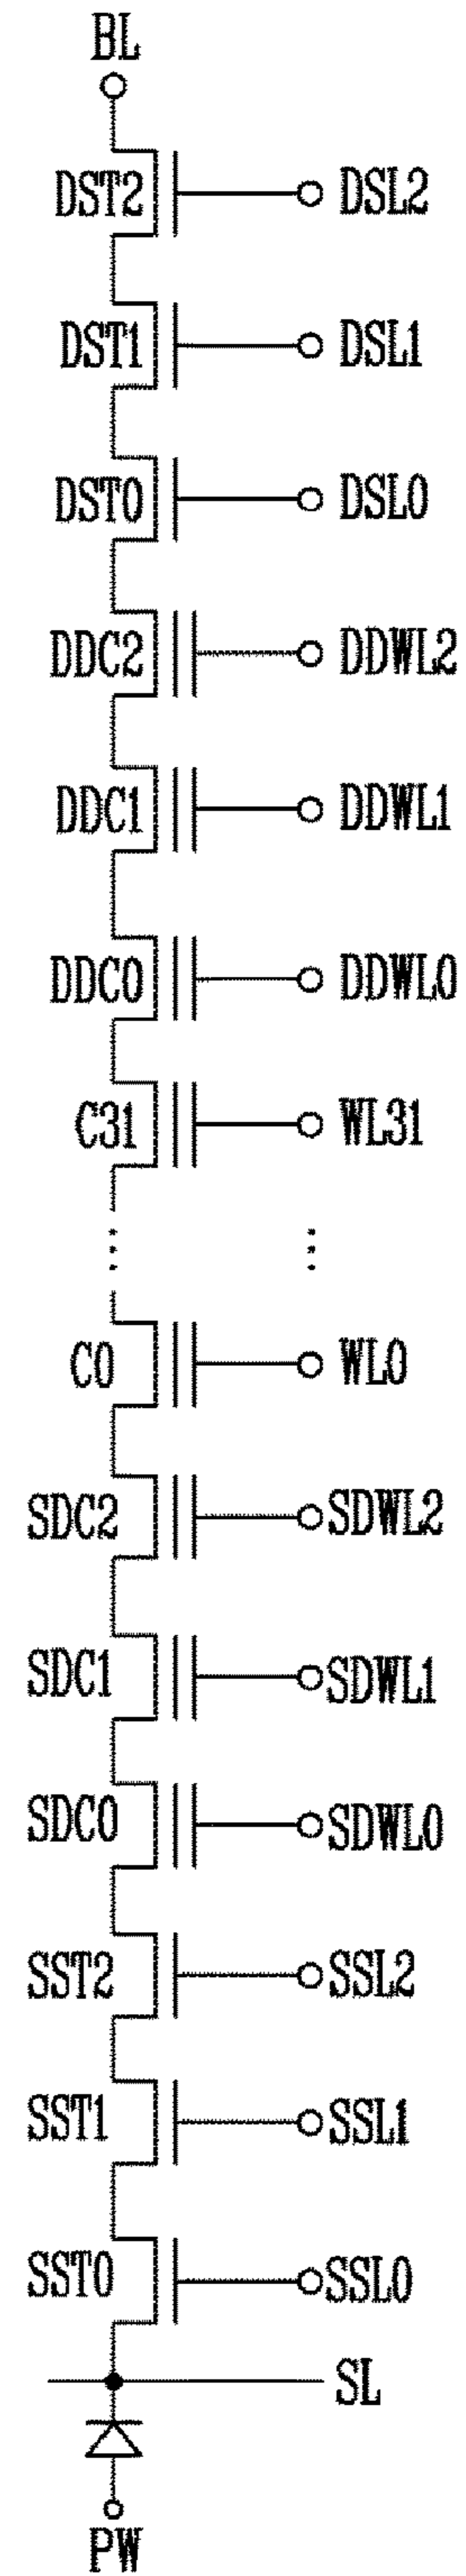 BL
DST2 DSL2
DST1 DSL1
DST0 DSL0
DDC2 DDWL2
DDC1 DDWL1
DDC0 DDWL0
C31 WL31
C0 WL0
SDC2 SDWL2
SDC1 SDWL1
SDC0 SDWL0
SST2 SSL2
SST1 SSL1
SST0 SSL0
SL
PW